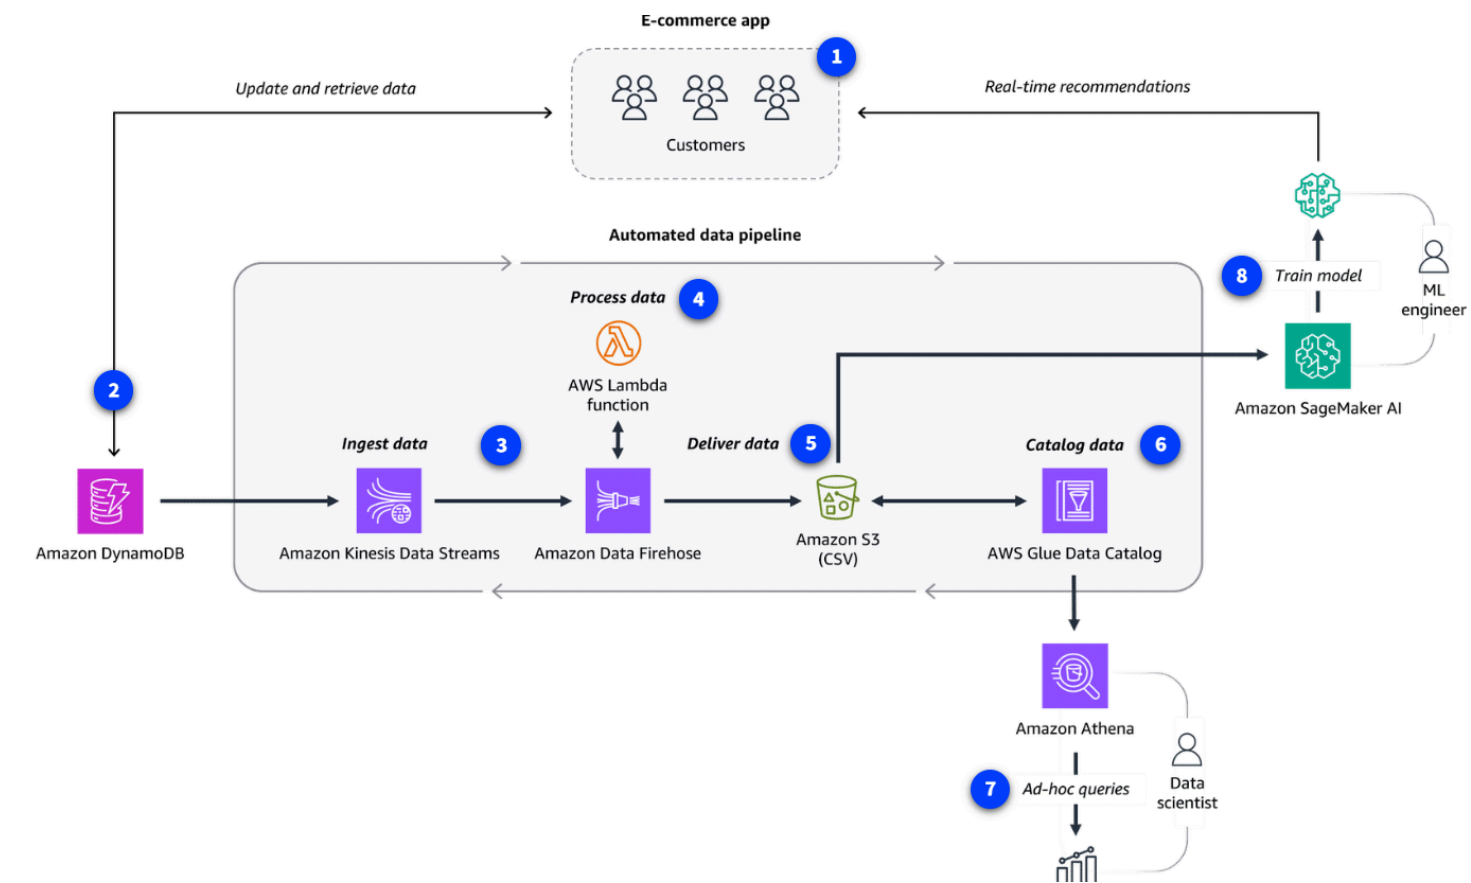 E-commerce app
1
Update and retrieve data
Real-time recommendations
Customers
Automated data pipeline
Process data
4
8
Train model
ML
engineer
AWS Lambda
function
2
Amazon SageMaker AI
Ingest data
3
Deliver data
5
Catalog data
6
Amazon DynamoDB
Amazon Kinesis Data Streams
Amazon Data Firehose
Amazon S3
(CSV)
AWS Glue Data Catalog
Amazon Athena
7
Ad-hoc queries
Data
scientist